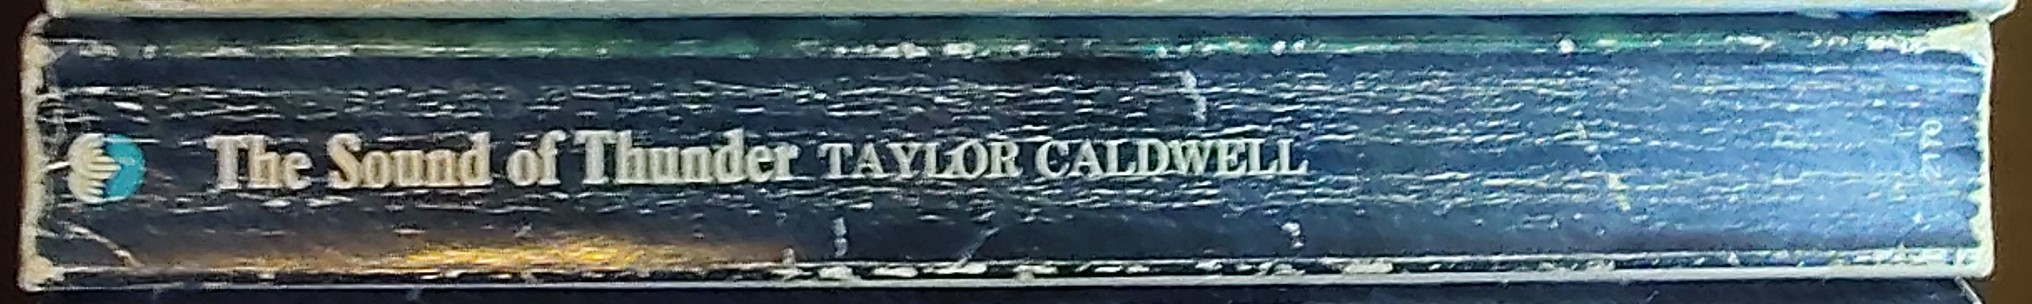 The Sound of Thunder TAYLOR CALDWELL